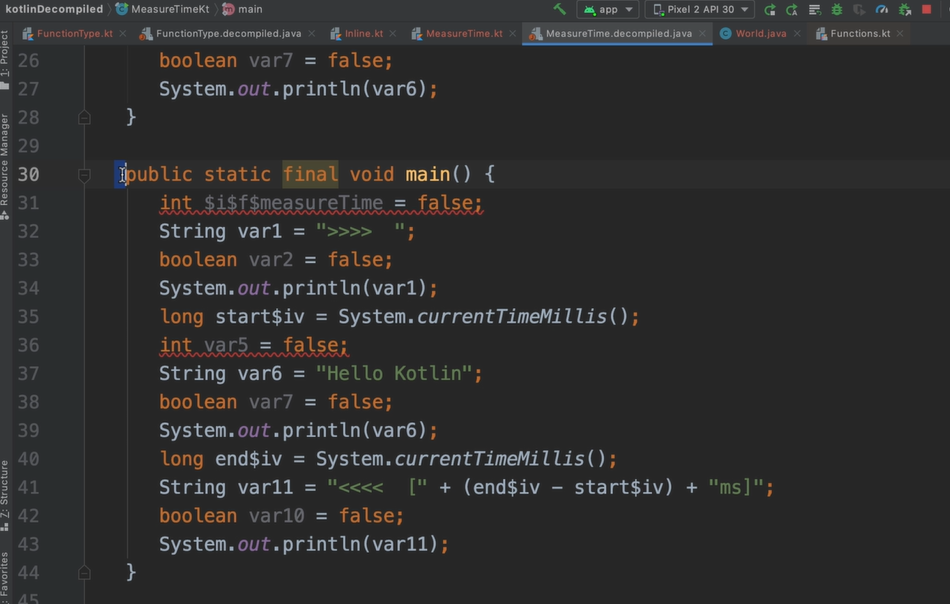 kotlinDecompiled MeasureTimeKt main app Pixel 2 API 30
FunctionType.kt FunctionType.decompiled.java Inline.kt MeasureTime.kt MeasureTime.decompiled.java World.java Functions.kt
1: Project
Resource Manager
Z: Structure
Favorites
26 boolean var7 = false;
27 System.out.println(var6);
28 }
29
30 public static final void main() {
31 int $i$f$measureTime = false;
32 String var1 = ">>>>  ";
33 boolean var2 = false;
34 System.out.println(var1);
35 long start$iv = System.currentTimeMillis();
36 int var5 = false;
37 String var6 = "Hello Kotlin";
38 boolean var7 = false;
39 System.out.println(var6);
40 long end$iv = System.currentTimeMillis();
41 String var11 = "<<<<  [" + (end$iv - start$iv) + "ms]";
42 boolean var10 = false;
43 System.out.println(var11);
44 }
45